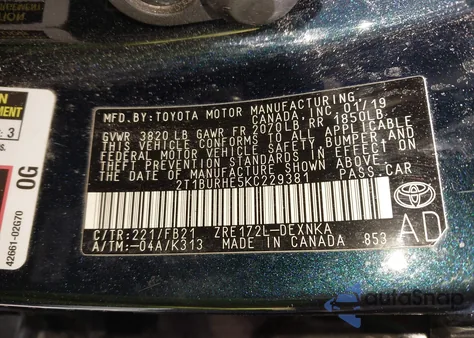 MFD. BY: TOYOTA MOTOR MANUFACTURING
CANADA, INC. 01/19
GVWR 3820 LB GAWR FR 2070LB, RR 1850LB.
THIS VEHICLE CONFORMS TO ALL APPLICABLE
FEDERAL MOTOR VEHICLE SAFETY, BUMPER, AND
THEFT PREVENTION STANDARDS IN EFFECT ON
THE DATE OF MANUFACTURE SHOWN ABOVE.
2T1BURHE5KC229381 PASS.CAR
C/TR: 221/FB21 ZRE172L-DEXNKA
A/TM: -04A/K313 MADE IN CANADA 853
AD
: 3
OG
42661-02G70
autoSnap